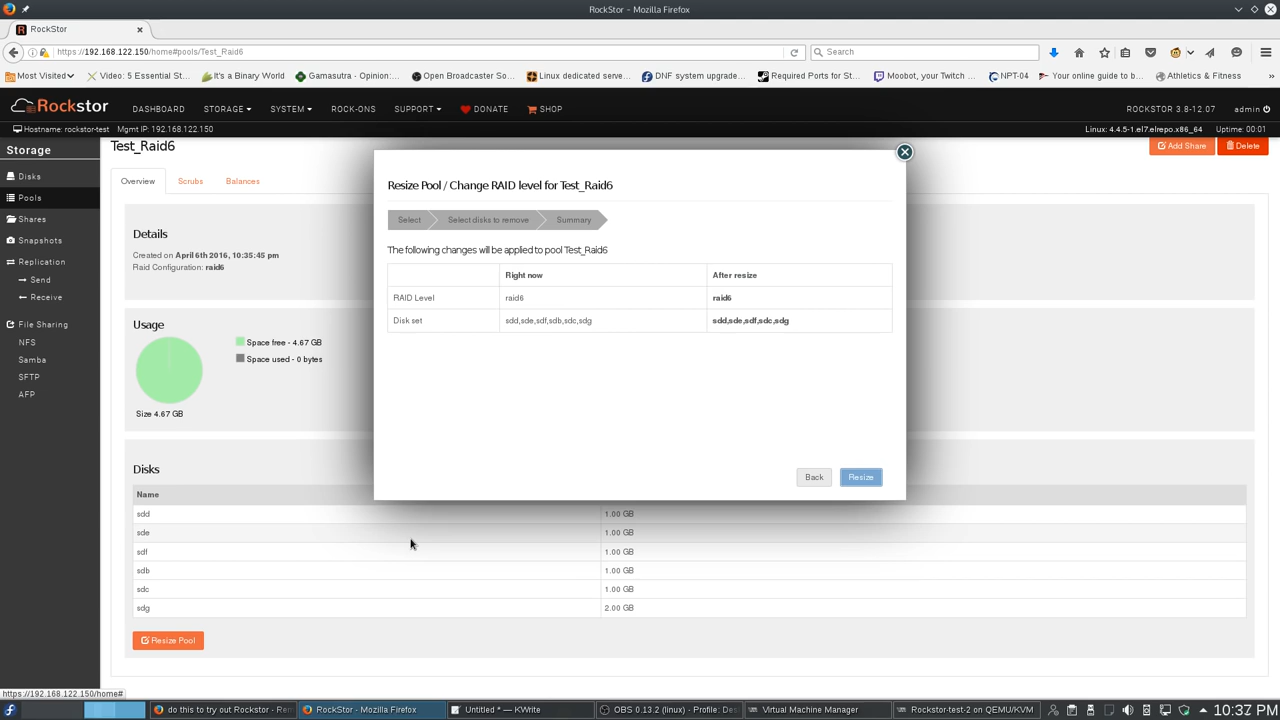 RockStor - Mozilla Firefox
RockStor
https://192.168.122.150/home#pools/Test_Raid6
Search
Most Visited
Video: 5 Essential St...
It's a Binary World
Gamasutra - Opinion:...
Open Broadcaster So...
Linux dedicated serve...
DNF system upgrade...
Required Ports for St...
Moobot, your Twitch ...
NPT-04
Your online guide to b...
Athletics & Fitness
»
Rockstor
DASHBOARD
STORAGE
SYSTEM
ROCK-ONS
SUPPORT
DONATE
SHOP
ROCKSTOR 3.8-12.07
admin
Hostname: rockstor-test
Mgmt IP: 192.168.122.150
Linux: 4.4.5-1.el7.elrepo.x86_64
Uptime: 00:01
Storage
Disks
Pools
Shares
Snapshots
Replication
Send
Receive
File Sharing
NFS
Samba
SFTP
AFP
Test_Raid6
Add Share
Delete
Overview
Scrubs
Balances
Details
Created on April 6th 2016, 10:35:45 pm
Raid Configuration: raid6
Usage
Space free - 4.67 GB
Space used - 0 bytes
Size 4.67 GB
Disks
Name
sdd 1.00 GB
sde 1.00 GB
sdf 1.00 GB
sdb 1.00 GB
sdc 1.00 GB
sdg 2.00 GB
Resize Pool
Resize Pool / Change RAID level for Test_Raid6
Select
Select disks to remove
Summary
The following changes will be applied to pool Test_Raid6
Right now After resize
RAID Level raid6 raid6
Disk set sdd,sde,sdf,sdb,sdc,sdg sdd,sde,sdf,sdc,sdg
Back
Resize
https://192.168.122.150/home#
do this to try out Rockstor - Rem
RockStor - Mozilla Firefox
Untitled * — KWrite
OBS 0.13.2 (linux) - Profile: Des
Virtual Machine Manager
Rockstor-test-2 on QEMU/KVM
10:37 PM